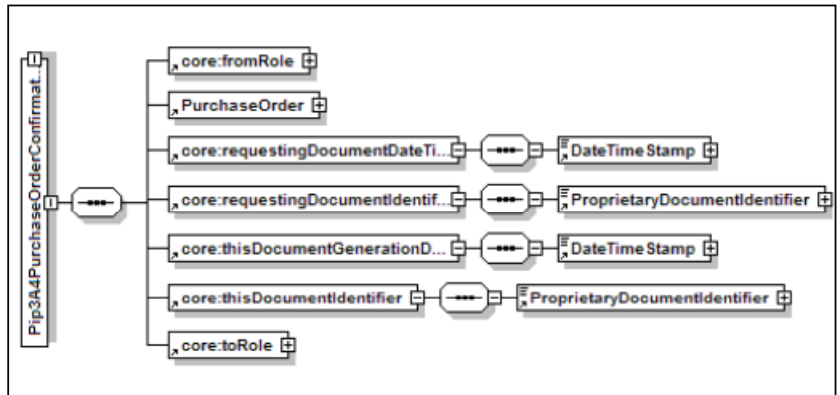 Pip3A4PurchaseOrderConfirmat...
core:fromRole
PurchaseOrder
core:requestingDocumentDateTi...
DateTimeStamp
core:requestingDocumentIdentif...
ProprietaryDocumentIdentifier
core:thisDocumentGenerationD...
DateTimeStamp
core:thisDocumentIdentifier
ProprietaryDocumentIdentifier
core:toRole